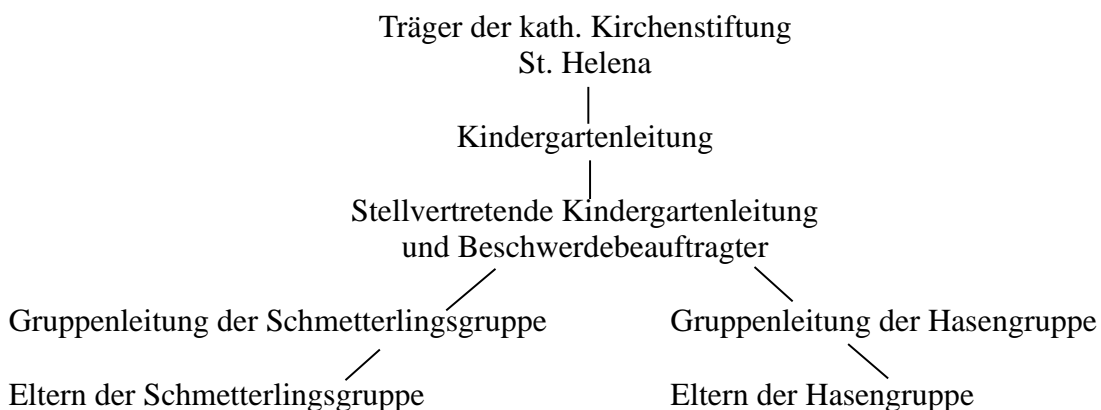 Träger der kath. Kirchenstiftung
St. Helena
Kindergartenleitung
Stellvertretende Kindergartenleitung
und Beschwerdebeauftragter
Gruppenleitung der Schmetterlingsgruppe
Gruppenleitung der Hasengruppe
Eltern der Schmetterlingsgruppe
Eltern der Hasengruppe